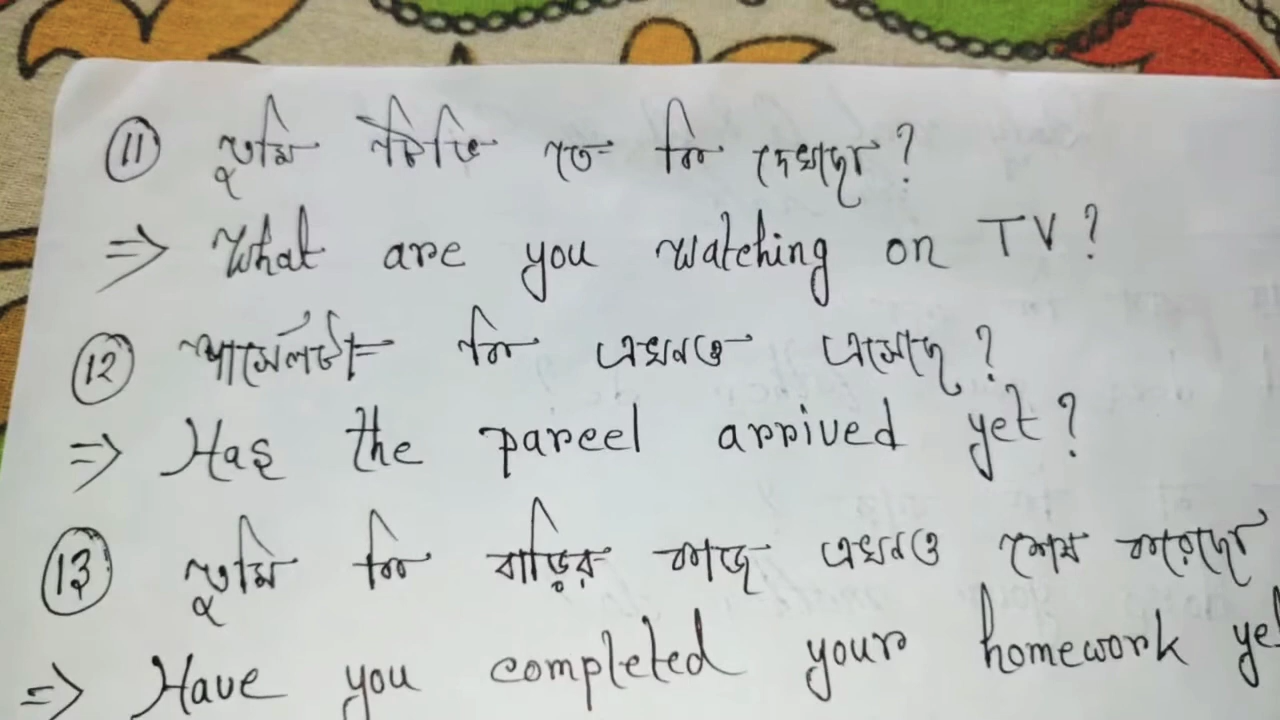 11 তুমি টিভি তে কি দেখছো?
⇒ What are you watching on TV?
12 পার্সেলটা কি এখনও এসেছে?
⇒ Has the parcel arrived yet?
13 তুমি কি বাড়ির কাজ এখনও শেষ করেছো
⇒ Have you completed your homework yet